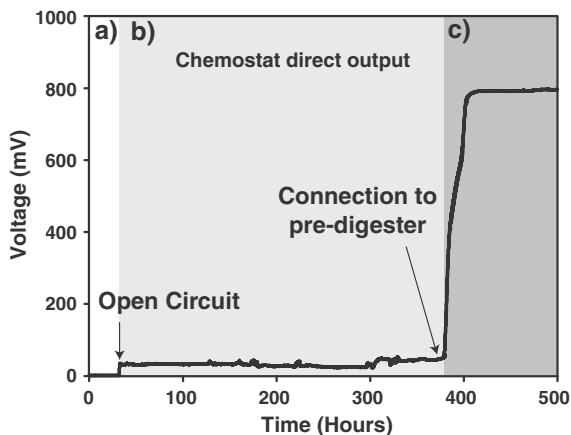 a) b) c)
Chemostat direct output
Connection to
pre-digester
Open Circuit
Voltage (mV)
1000
800
600
400
200
0
0 100 200 300 400 500
Time (Hours)